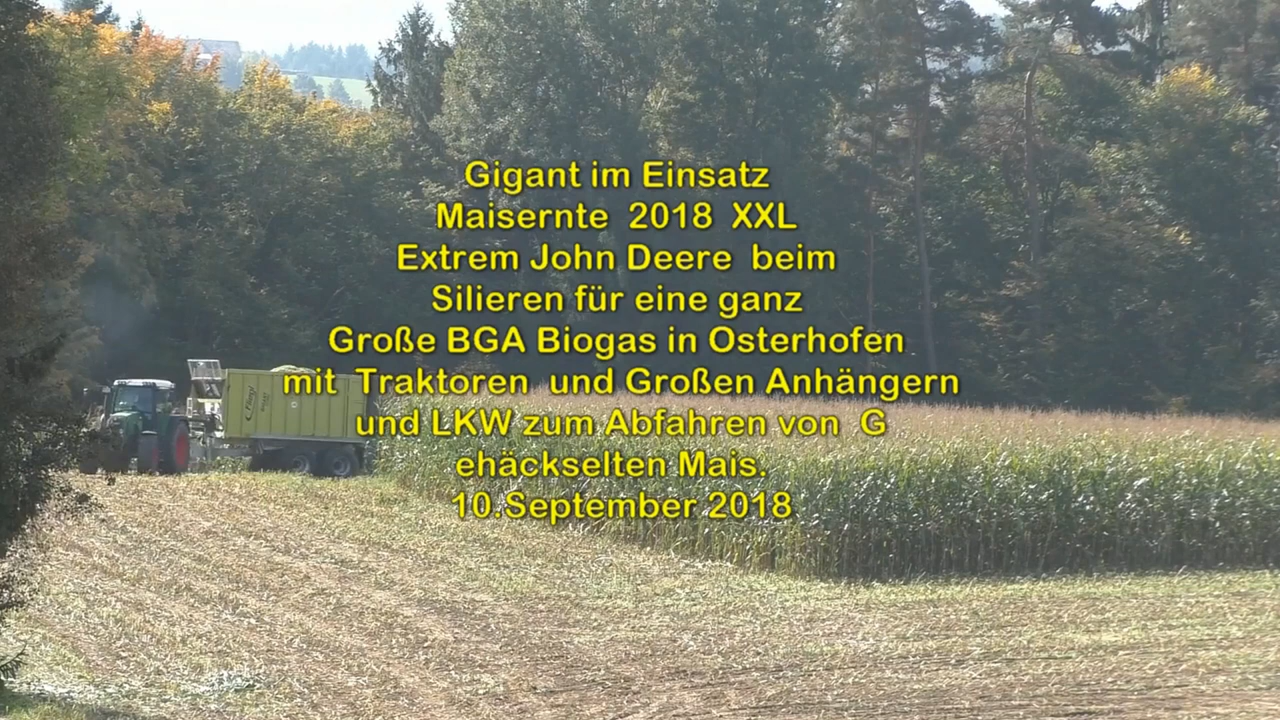 Gigant im Einsatz
Maisernte 2018 XXL
Extrem John Deere beim
Silieren für eine ganz
Große BGA Biogas in Osterhofen
mit Traktoren und Großen Anhängern
und LKW zum Abfahren von G
ehäckselten Mais.
10.September 2018
Fliegl